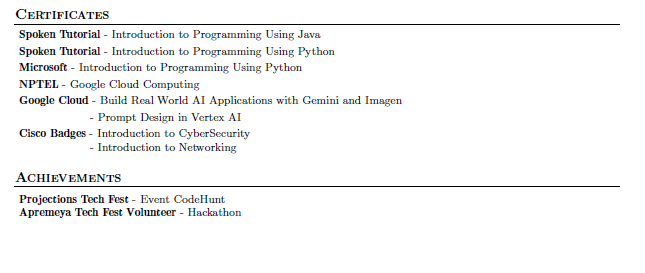 Certificates
Spoken Tutorial - Introduction to Programming Using Java
Spoken Tutorial - Introduction to Programming Using Python
Microsoft - Introduction to Programming Using Python
NPTEL - Google Cloud Computing
Google Cloud - Build Real World AI Applications with Gemini and Imagen
- Prompt Design in Vertex AI
Cisco Badges - Introduction to CyberSecurity
- Introduction to Networking
Achievements
Projections Tech Fest - Event CodeHunt
Apremeya Tech Fest Volunteer - Hackathon